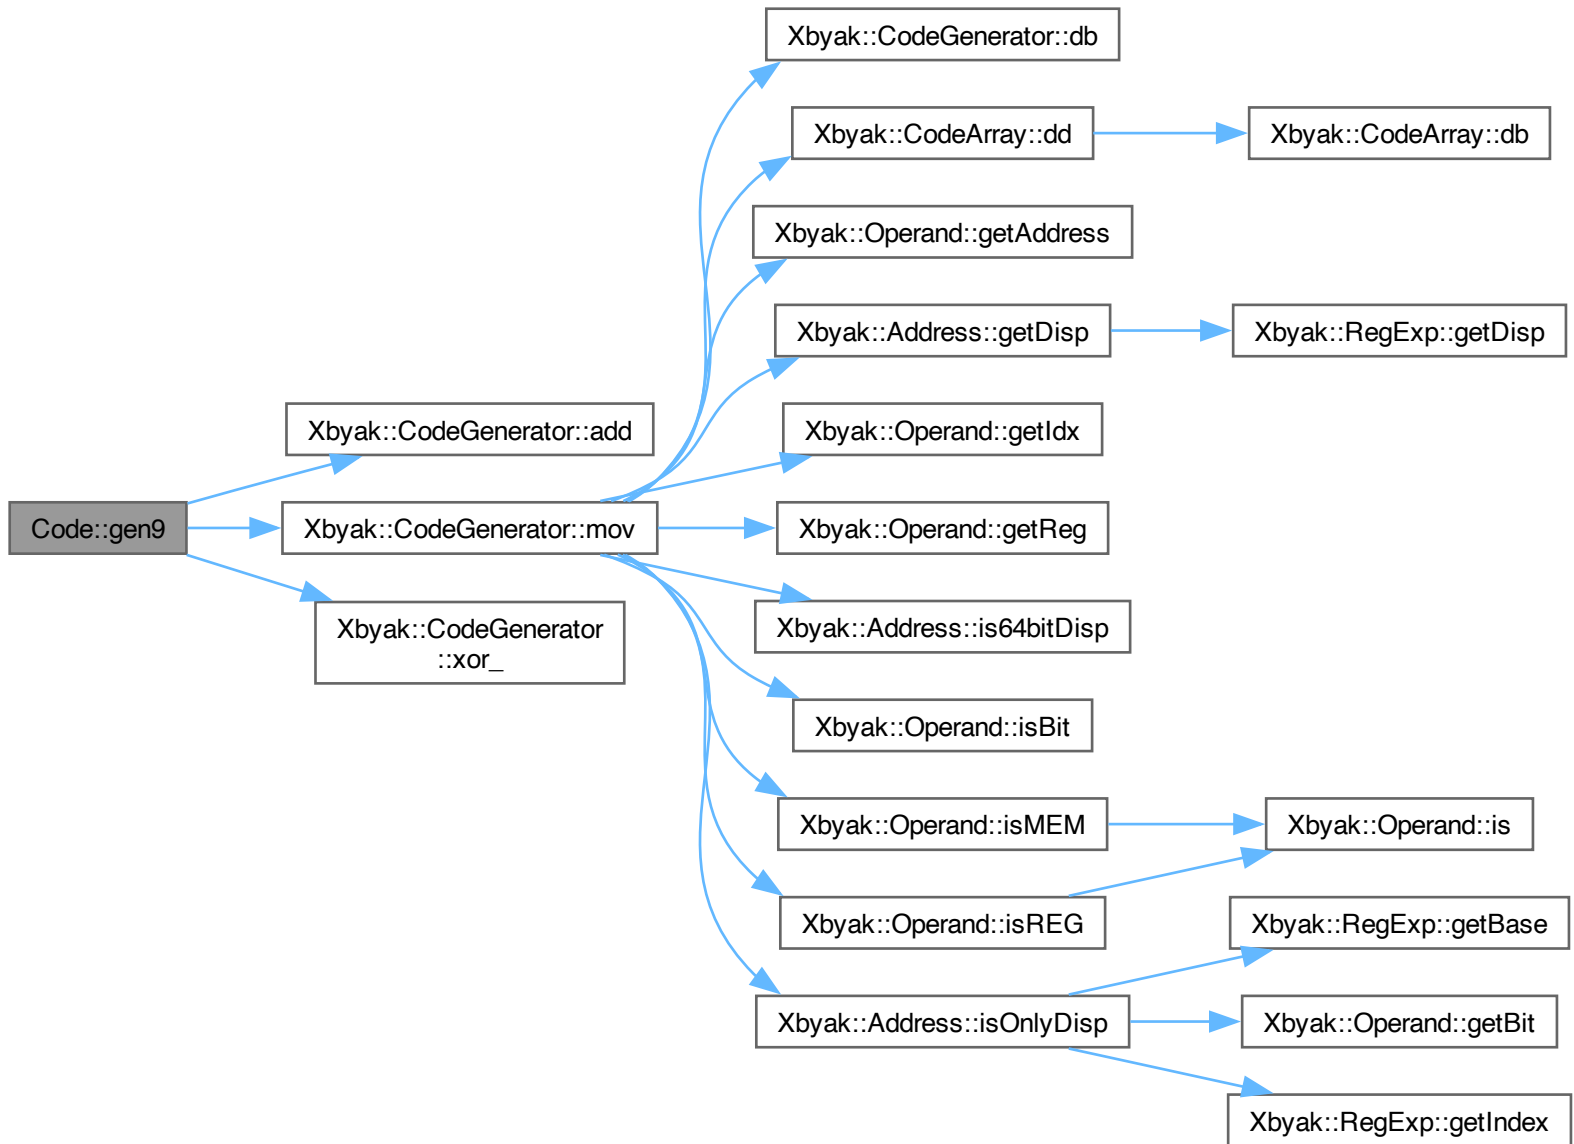 Xbyak::CodeGenerator::db
Xbyak::CodeArray::dd
Xbyak::CodeArray::db
Xbyak::Operand::getAddress
Xbyak::Address::getDisp
Xbyak::RegExp::getDisp
Xbyak::CodeGenerator::add
Xbyak::Operand::getIdx
Code::gen9
Xbyak::CodeGenerator::mov
Xbyak::Operand::getReg
Xbyak::CodeGenerator
::xor_
Xbyak::Address::is64bitDisp
Xbyak::Operand::isBit
Xbyak::Operand::isMEM
Xbyak::Operand::is
Xbyak::Operand::isREG
Xbyak::RegExp::getBase
Xbyak::Address::isOnlyDisp
Xbyak::Operand::getBit
Xbyak::RegExp::getIndex